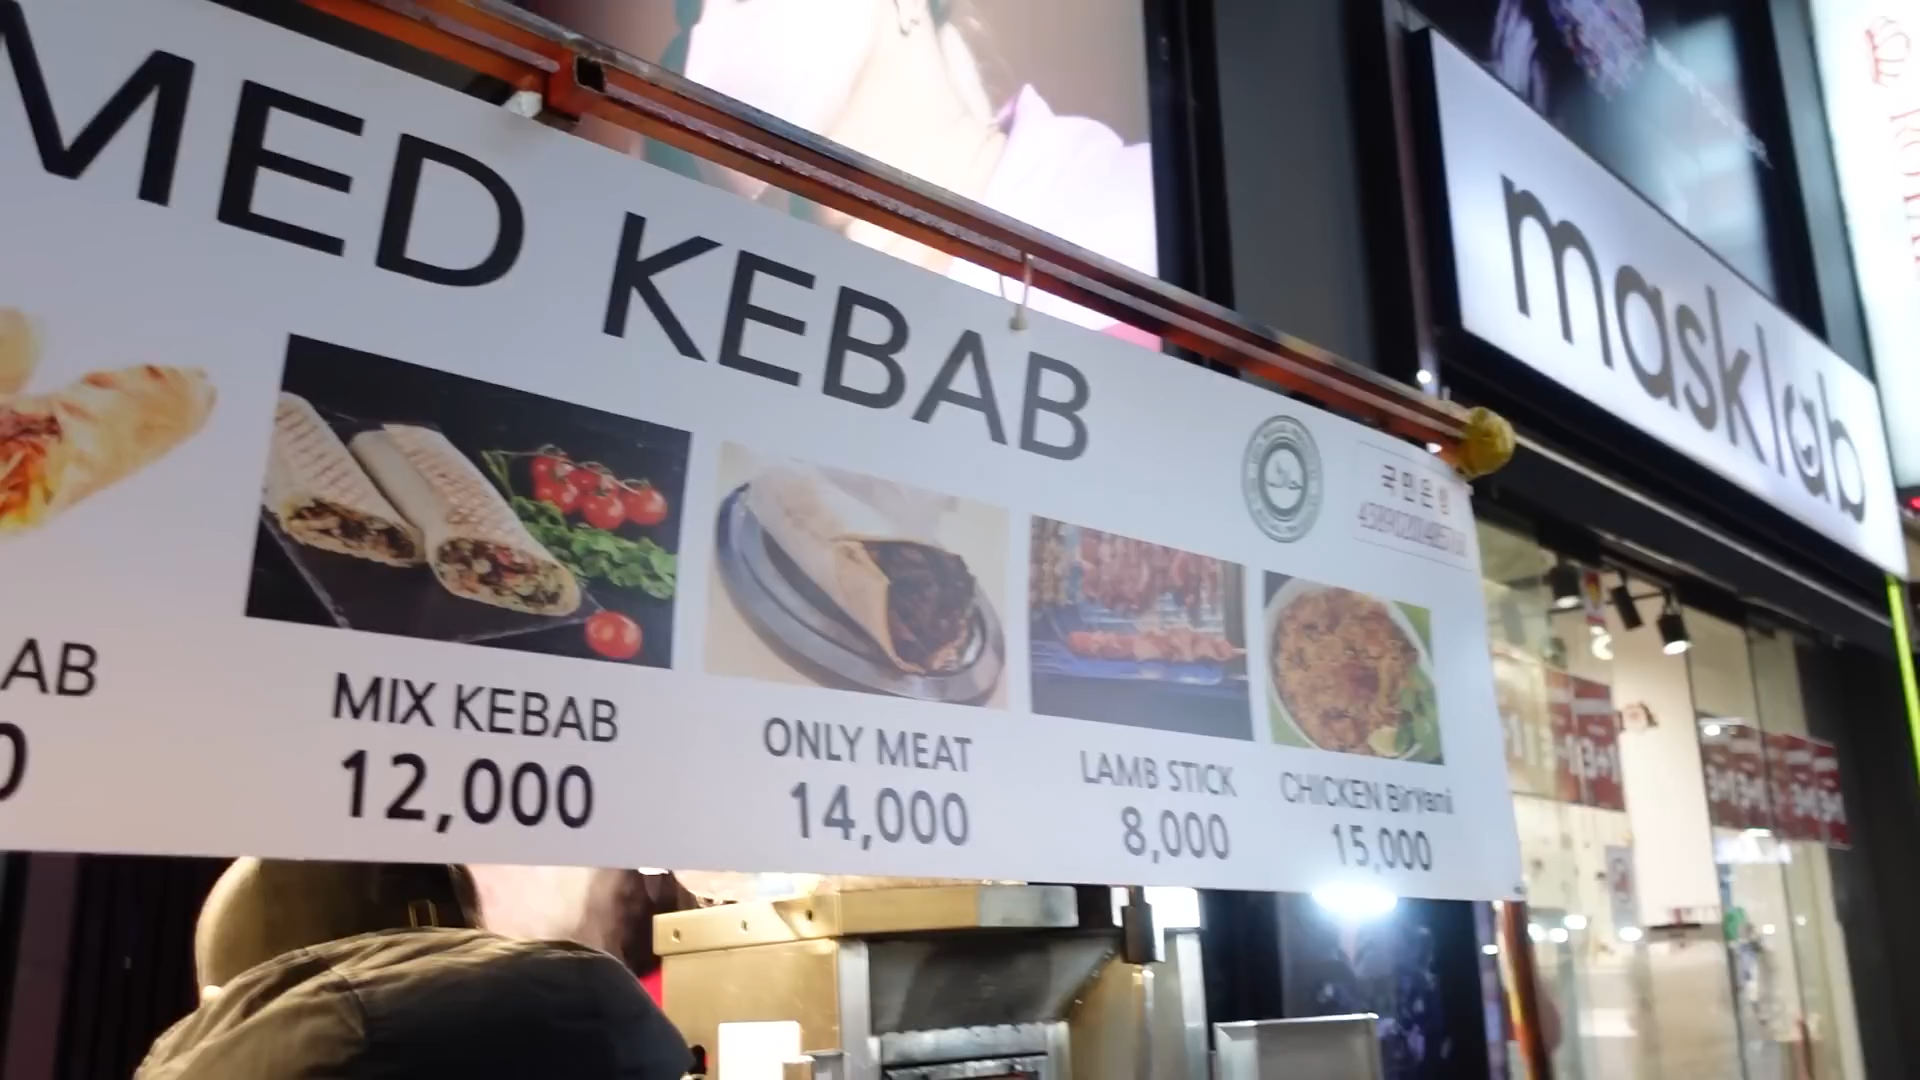 MED KEBAB
국민은행
AB
0
MIX KEBAB
12,000
ONLY MEAT
14,000
LAMB STICK
8,000
CHICKEN Biryani
15,000
masklab